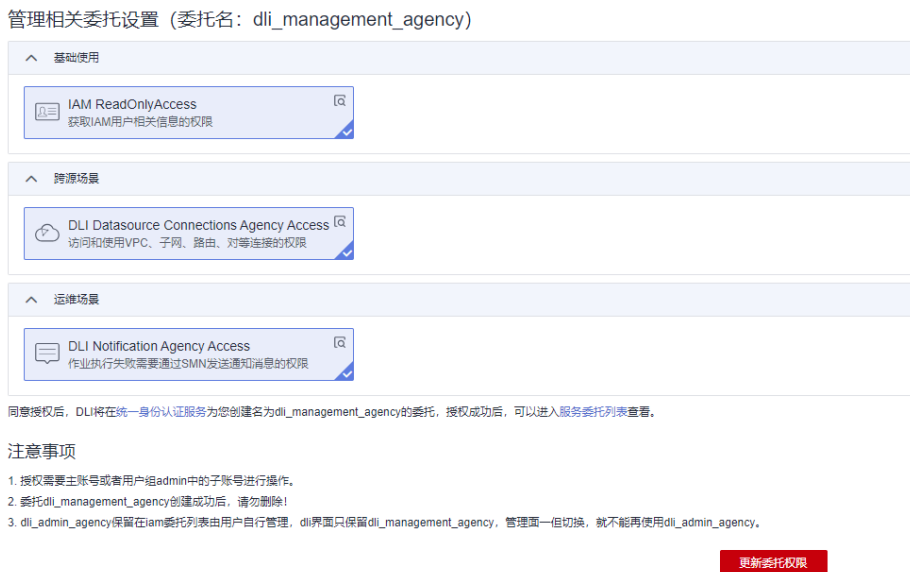 管理相关委托设置（委托名：dli_management_agency）
基础使用
IAM ReadOnlyAccess
获取IAM用户相关信息的权限
跨源场景
DLI Datasource Connections Agency Access
访问和使用VPC、子网、路由、对等连接的权限
运维场景
DLI Notification Agency Access
作业执行失败需要通过SMN发送通知消息的权限
同意授权后，DLI将在统一身份认证服务为您创建名为dli_management_agency的委托，授权成功后，可以进入服务委托列表查看。
注意事项
1. 授权需要主账号或者用户组admin中的子账号进行操作。
2. 委托dli_management_agency创建成功后，请勿删除！
3. dli_admin_agency保留在iam委托列表由用户自行管理，dli界面只保留dli_management_agency，管理面一但切换，就不能再使用dli_admin_agency。
更新委托权限